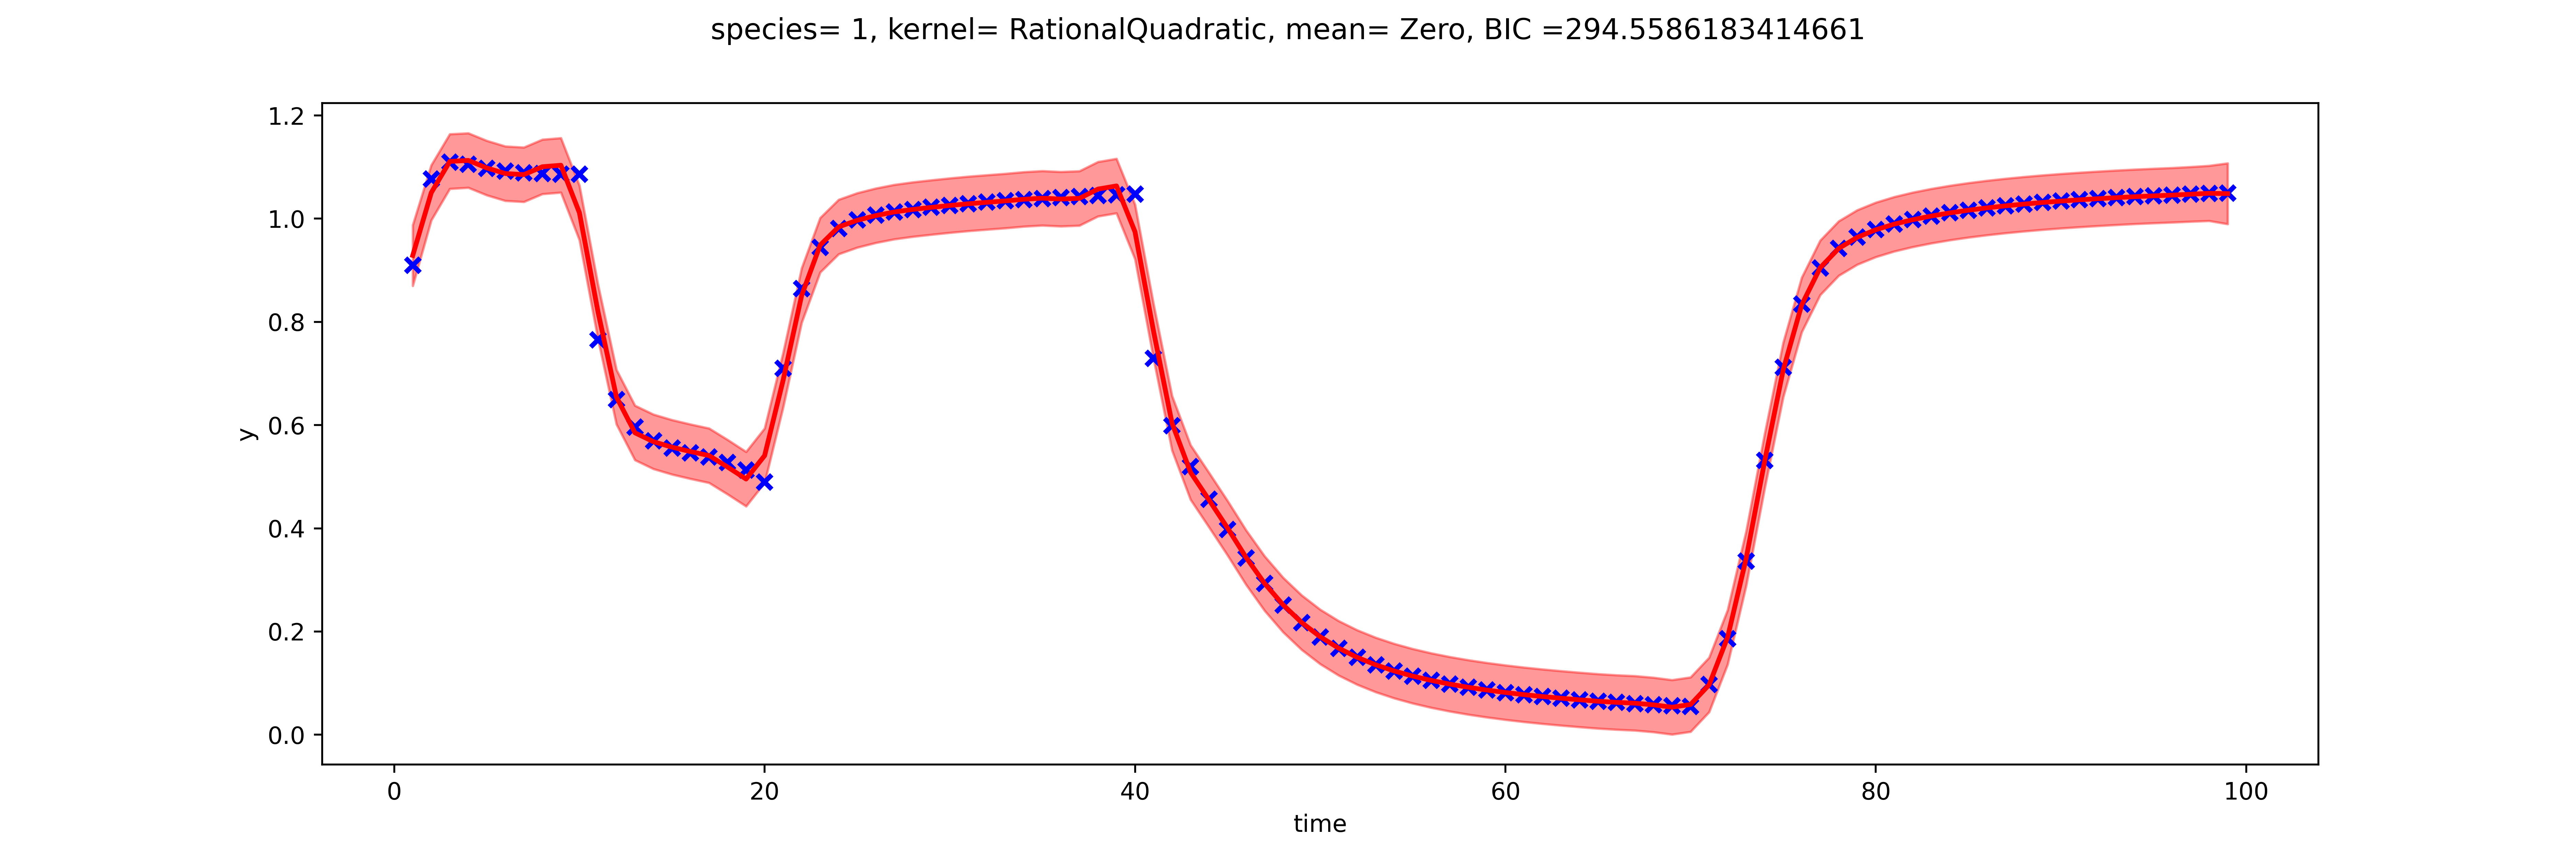 species= 1, kernel= RationalQuadratic, mean= Zero, BIC =294.5586183414661
1.2
1.0
0.8
0.6
0.4
0.2
0.0
y
0 20 40 60 80 100
time